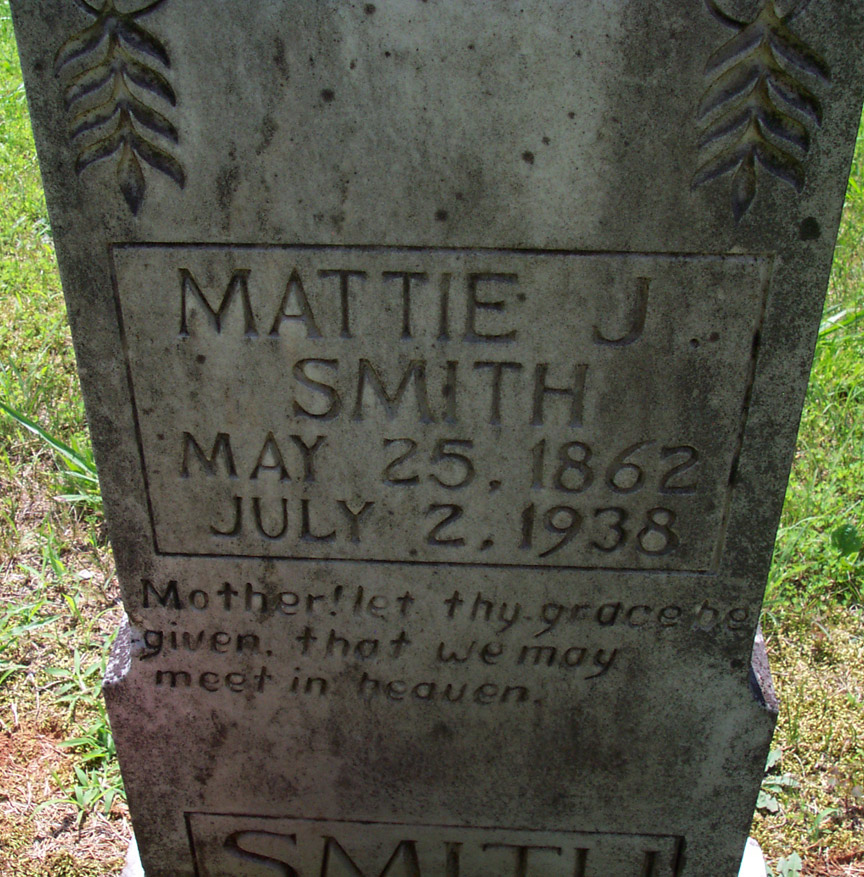 MATTIE J.
SMITH
MAY 25, 1862
JULY 2, 1938
Mother! let thy grace be
given, that we may
meet in heaven.
SMITH